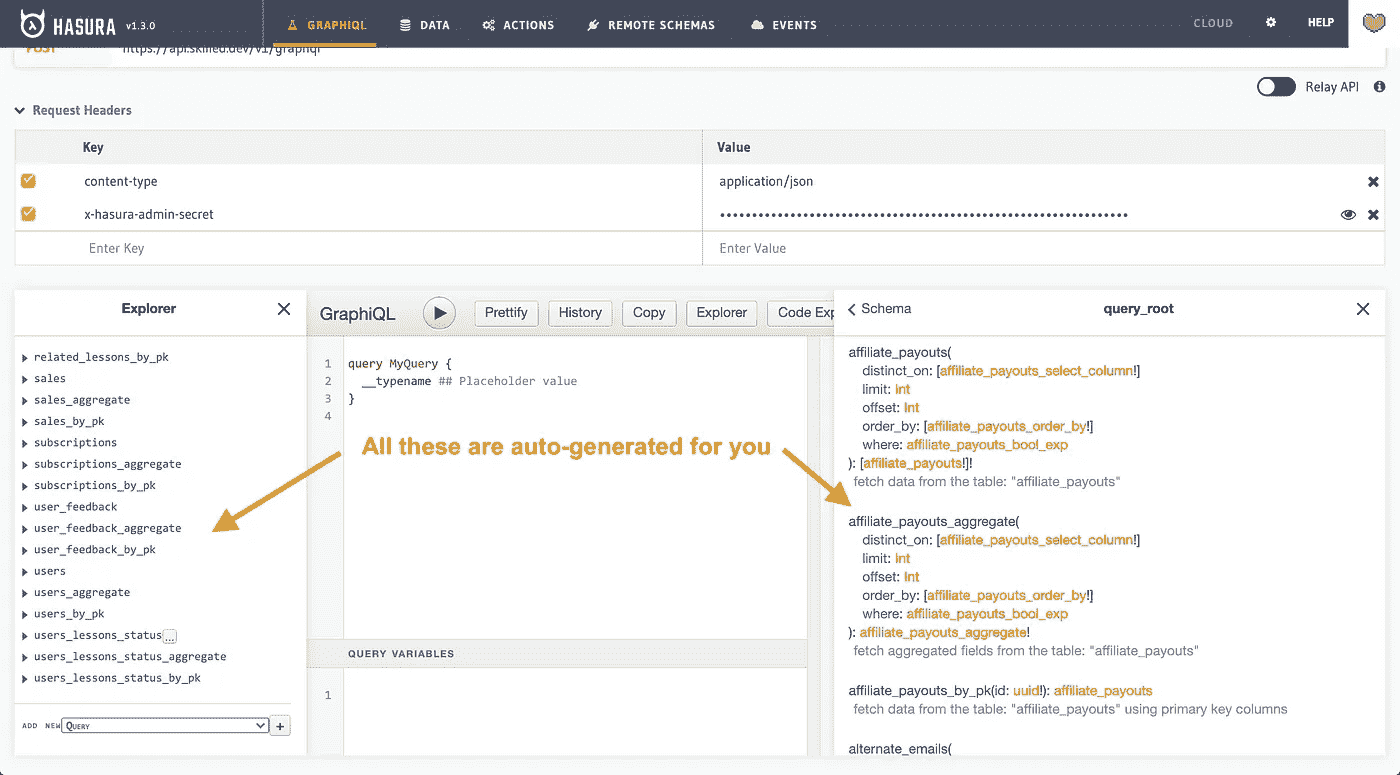 HASURA v1.3.0 GRAPHIQL DATA ACTIONS REMOTE SCHEMAS EVENTS CLOUD HELP
POST https://api.skilled.dev/v1/graphql
Relay API
Request Headers
Key Value
content-type application/json
x-hasura-admin-secret ••••••••••••••••••••••••••••••••••••••••••••••••••••••••••••••••
Enter Key Enter Value
Explorer
related_lessons_by_pk
sales
sales_aggregate
sales_by_pk
subscriptions
subscriptions_aggregate
subscriptions_by_pk
user_feedback
user_feedback_aggregate
user_feedback_by_pk
users
users_aggregate
users_by_pk
users_lessons_status...
users_lessons_status_aggregate
users_lessons_status_by_pk
ADD NEW Query +
GraphiQL Prettify History Copy Explorer Code Exp
1 query MyQuery {
2 __typename ## Placeholder value
3 }
4
All these are auto-generated for you
QUERY VARIABLES
1
Schema query_root
affiliate_payouts(
distinct_on: [affiliate_payouts_select_column!]
limit: Int
offset: Int
order_by: [affiliate_payouts_order_by!]
where: affiliate_payouts_bool_exp
): [affiliate_payouts!]!
fetch data from the table: "affiliate_payouts"
affiliate_payouts_aggregate(
distinct_on: [affiliate_payouts_select_column!]
limit: Int
offset: Int
order_by: [affiliate_payouts_order_by!]
where: affiliate_payouts_bool_exp
): affiliate_payouts_aggregate!
fetch aggregated fields from the table: "affiliate_payouts"
affiliate_payouts_by_pk(id: uuid!): affiliate_payouts
fetch data from the table: "affiliate_payouts" using primary key columns
alternate_emails(